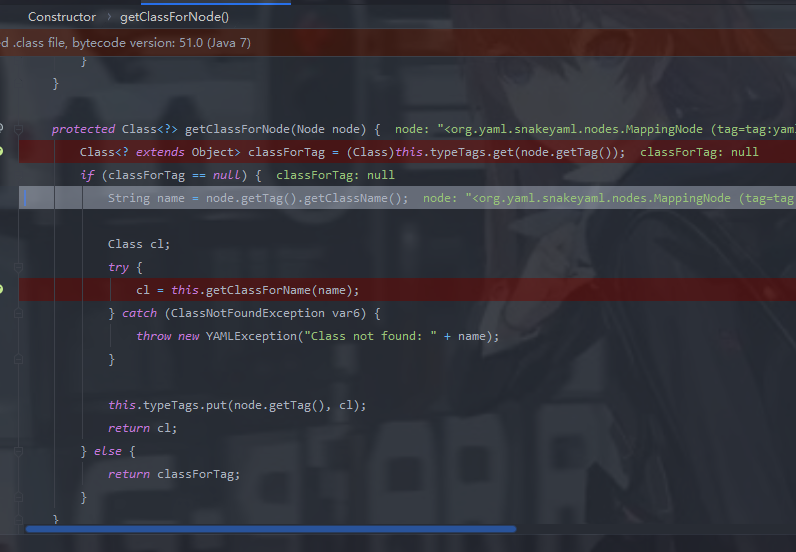 Constructor > getClassForNode()
ed .class file, bytecode version: 51.0 (Java 7)
}
}
protected Class<?> getClassForNode(Node node) { node: "<org.yaml.snakeyaml.nodes.MappingNode (tag=tag:yaml
Class<? extends Object> classForTag = (Class)this.typeTags.get(node.getTag()); classForTag: null
if (classForTag == null) { classForTag: null
String name = node.getTag().getClassName(); node: "<org.yaml.snakeyaml.nodes.MappingNode (tag=tag
Class cl;
try {
cl = this.getClassForName(name);
} catch (ClassNotFoundException var6) {
throw new YAMLException("Class not found: " + name);
}
this.typeTags.put(node.getTag(), cl);
return cl;
} else {
return classForTag;
}
}